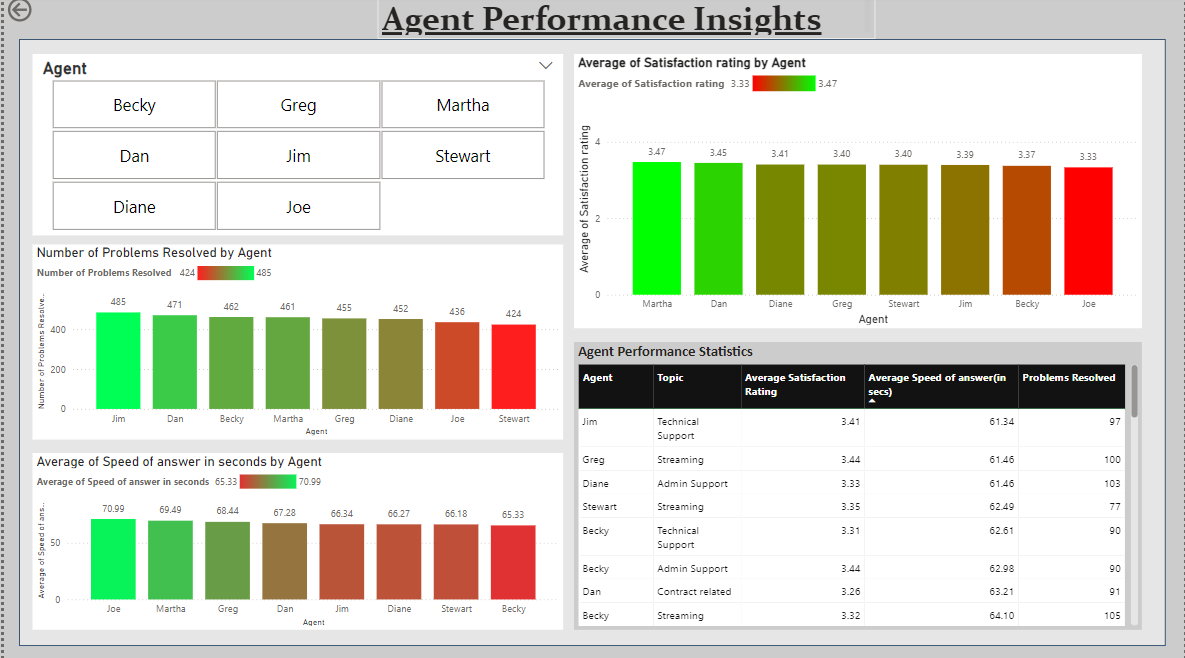 Agent Performance Insights
Agent
Becky Greg Martha
Dan Jim Stewart
Diane Joe
Number of Problems Resolved by Agent
Number of Problems Resolved 424 485
Number of Problems Resolve...
400
200
0
485 471 462 461 455 452 436 424
Jim Dan Becky Martha Greg Diane Joe Stewart
Agent
Average of Speed of answer in seconds by Agent
Average of Speed of answer in seconds 65.33 70.99
Average of Speed of ans...
50
0
70.99 69.49 68.44 67.28 66.34 66.27 66.18 65.33
Joe Martha Greg Dan Jim Diane Stewart Becky
Agent
Average of Satisfaction rating by Agent
Average of Satisfaction rating 3.33 3.47
Average of Satisfaction rating
4
2
0
3.47 3.45 3.41 3.40 3.40 3.39 3.37 3.33
Martha Dan Diane Greg Stewart Jim Becky Joe
Agent
Agent Performance Statistics
Agent Topic Average Satisfaction Average Speed of answer(in Problems Resolved
Rating secs)
Jim Technical 3.41 61.34 97
Support
Greg Streaming 3.44 61.46 100
Diane Admin Support 3.33 61.46 103
Stewart Streaming 3.35 62.49 77
Becky Technical 3.31 62.61 90
Support
Becky Admin Support 3.44 62.98 90
Dan Contract related 3.26 63.21 91
Becky Streaming 3.32 64.10 105